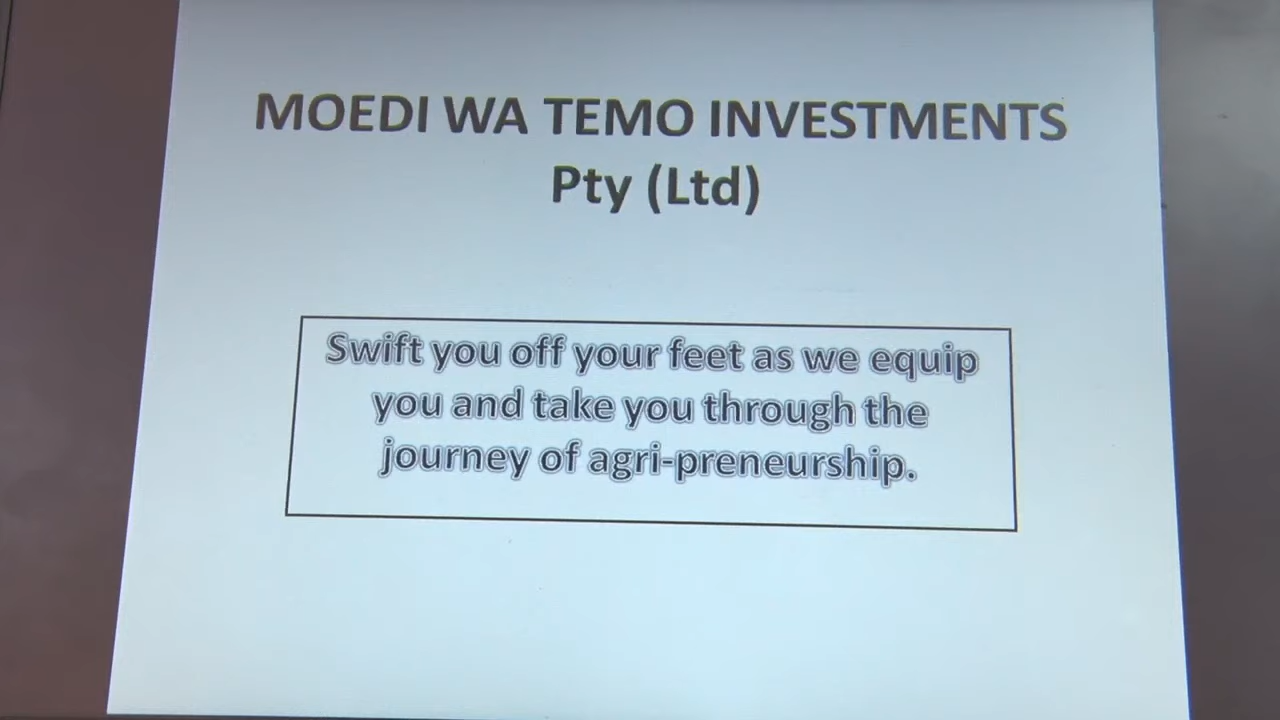 MOEDI WA TEMO INVESTMENTS
Pty (Ltd)
Swift you off your feet as we equip
you and take you through the
journey of agri-preneurship.